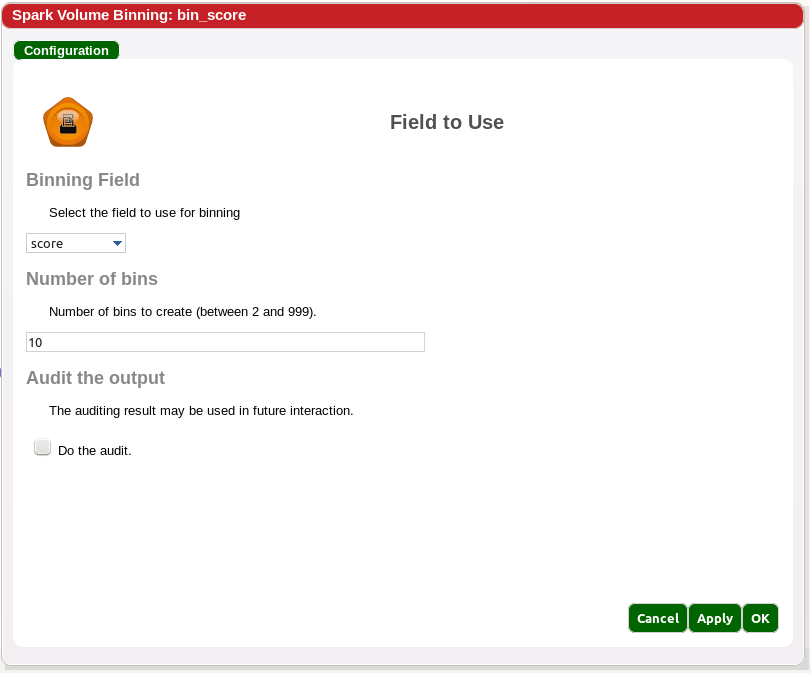 Spark Volume Binning: bin_score
Configuration
Field to Use
Binning Field
Select the field to use for binning
score
Number of bins
Number of bins to create (between 2 and 999).
10
Audit the output
The auditing result may be used in future interaction.
Do the audit.
Cancel Apply OK